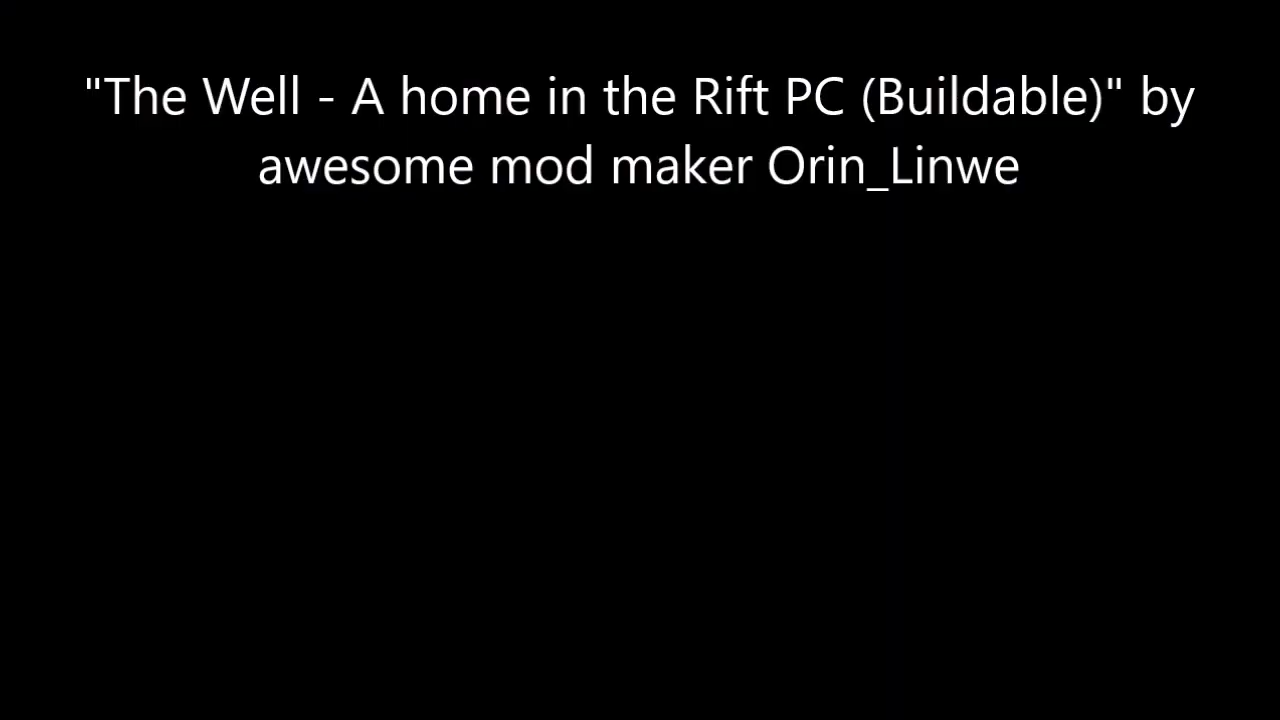 "The Well - A home in the Rift PC (Buildable)" by
awesome mod maker Orin_Linwe